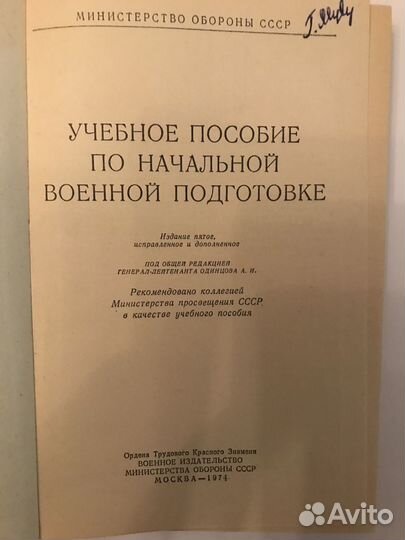 МИНИСТЕРСТВО ОБОРОНЫ СССР
УЧЕБНОЕ ПОСОБИЕ
ПО НАЧАЛЬНОЙ
ВОЕННОЙ ПОДГОТОВКЕ
Издание пятое,
исправленное и дополненное
ПОД ОБЩЕЙ РЕДАКЦИЕЙ
ГЕНЕРАЛ-ЛЕЙТЕНАНТА ОДИНЦОВА А. И.
Рекомендовано коллегией
Министерства просвещения СССР
в качестве учебного пособия
Ордена Трудового Красного Знамени
ВОЕННОЕ ИЗДАТЕЛЬСТВО
МИНИСТЕРСТВА ОБОРОНЫ СССР
МОСКВА—1974
Avito